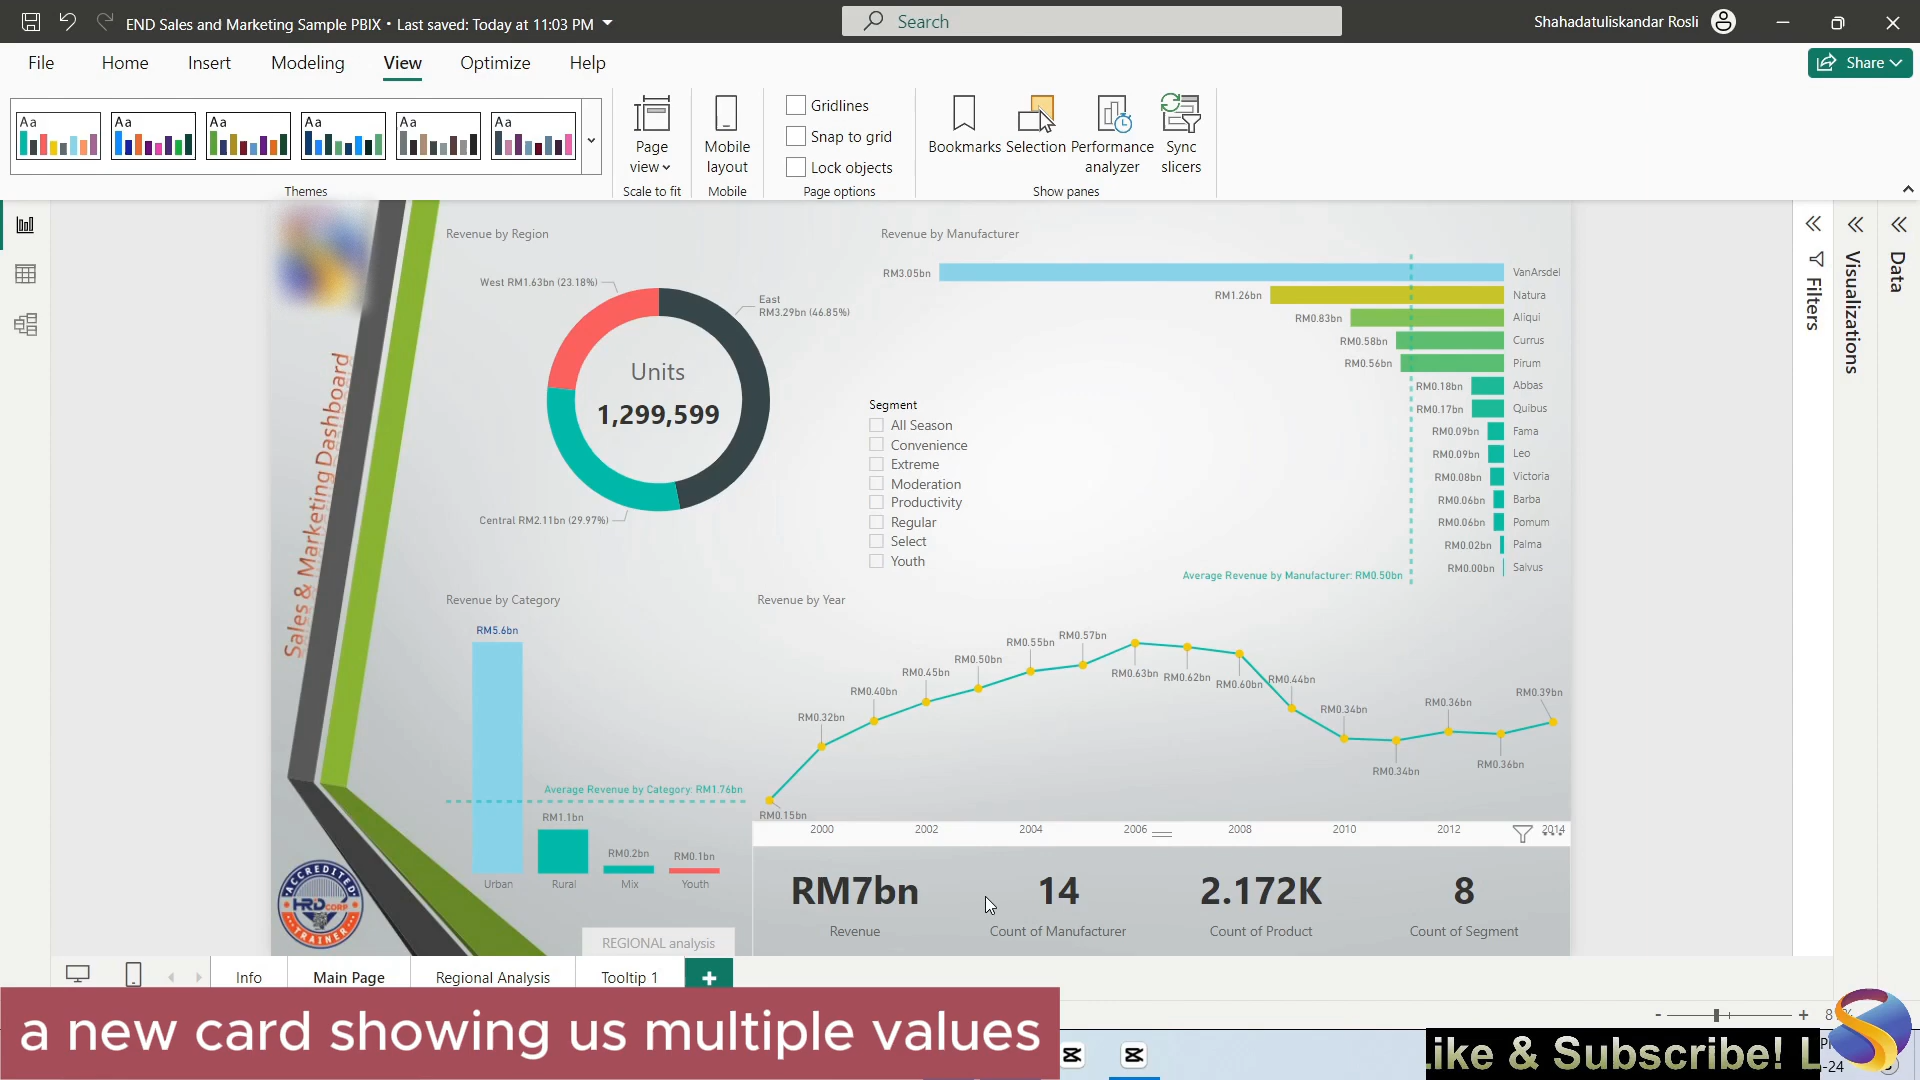 END Sales and Marketing Sample PBIX • Last saved: Today at 11:03 PM
Search
Shahadatuliskandar Rosli
File Home Insert Modeling View Optimize Help
Share
Aa Aa Aa Aa Aa Aa
Themes
Page view
Scale to fit
Mobile layout
Mobile
Gridlines
Snap to grid
Lock objects
Page options
Bookmarks
Selection
Performance analyzer
Sync slicers
Show panes
Filters
Visualizations
Data
Sales & Marketing Dashboard
Revenue by Region
West RM1.63bn (23.18%)
East
RM3.29bn (46.85%)
Units
1,299,599
Central RM2.11bn (29.97%)
Segment
All Season
Convenience
Extreme
Moderation
Productivity
Regular
Select
Youth
Revenue by Manufacturer
RM3.05bn VanArsdel
RM1.26bn Natura
RM0.83bn Aliqui
RM0.58bn Currus
RM0.56bn Pirum
RM0.18bn Abbas
RM0.17bn Quibus
RM0.09bn Fama
RM0.09bn Leo
RM0.08bn Victoria
RM0.06bn Barba
RM0.06bn Pomum
RM0.02bn Palma
RM0.00bn Salvus
Average Revenue by Manufacturer: RM0.50bn
Revenue by Category
RM5.6bn
Average Revenue by Category: RM1.76bn
RM1.1bn
RM0.2bn
RM0.1bn
Urban Rural Mix Youth
Revenue by Year
RM0.15bn RM0.32bn RM0.40bn RM0.45bn RM0.50bn RM0.55bn RM0.57bn RM0.63bn RM0.62bn RM0.60bn RM0.44bn RM0.34bn RM0.34bn RM0.36bn RM0.36bn RM0.39bn
2000 2002 2004 2006 2008 2010 2012 2014
RM7bn 14 2.172K 8
Revenue Count of Manufacturer Count of Product Count of Segment
ACCREDITED
HRD CORP
TRAINER
REGIONAL analysis
Info Main Page Regional Analysis Tooltip 1
a new card showing us multiple values
ike & Subscribe! L
-24